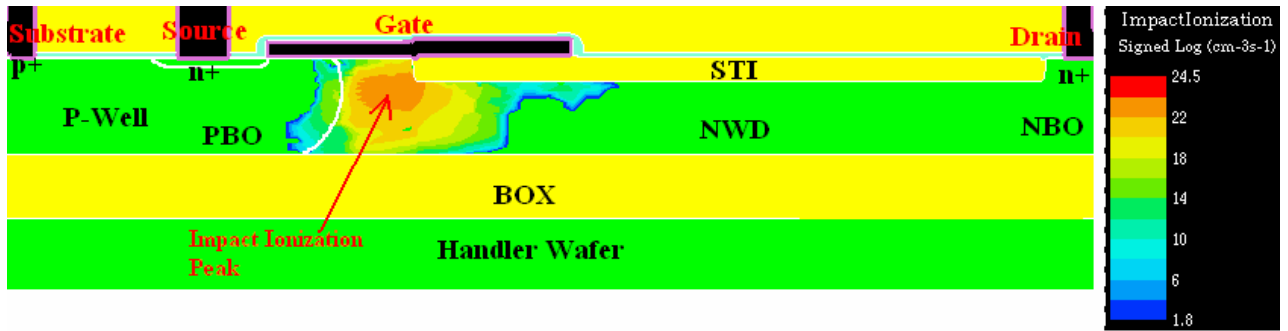 Substrate
Source
Gate
Drain
p+
n+
STI
n+
P-Well
PBO
NWD
NBO
BOX
Impact Ionization
Peak
Handler Wafer
ImpactIonization
Signed Log (cm-3s-1)
24.5
22
18
14
10
6
1.8